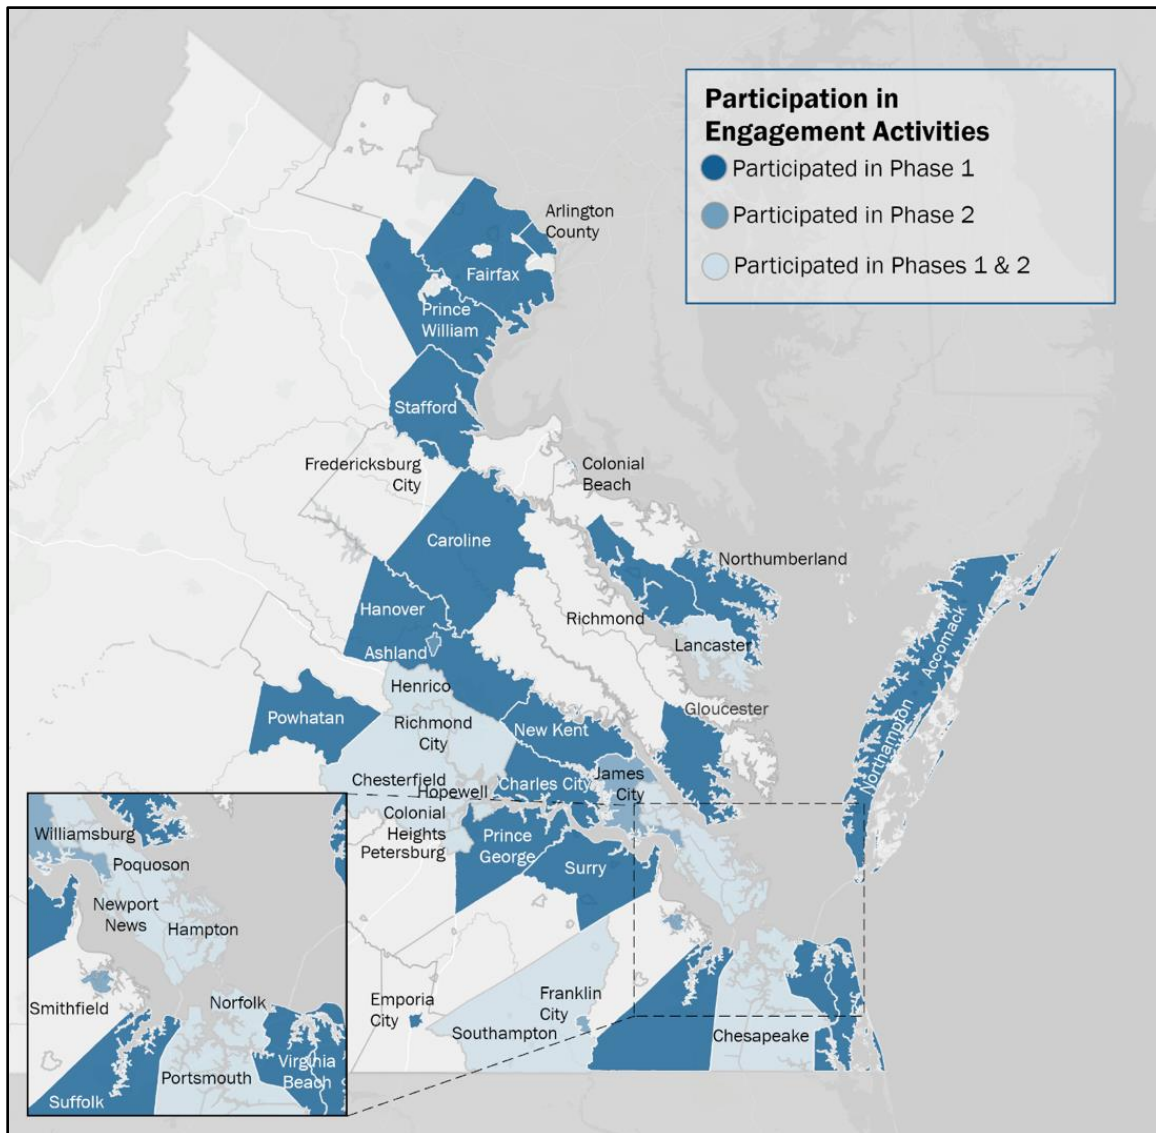 Participation in
Engagement Activities
Participated in Phase 1
Participated in Phase 2
Participated in Phases 1 & 2
Arlington
County
Fairfax
Prince
William
Stafford
Fredericksburg
City
Colonial
Beach
Caroline
Northumberland
Hanover
Richmond
Accomack
Ashland
Lancaster
Henrico
Powhatan
Richmond
City
Gloucester
New Kent
Northampton
Chesterfield
Charles City
James
City
Hopewell
Colonial
Heights
Petersburg
Prince
George
Surry
Williamsburg
Poquoson
Newport
News
Hampton
Smithfield
Norfolk
Emporia
City
Franklin
City
Southampton
Chesapeake
Virginia
Beach
Portsmouth
Suffolk